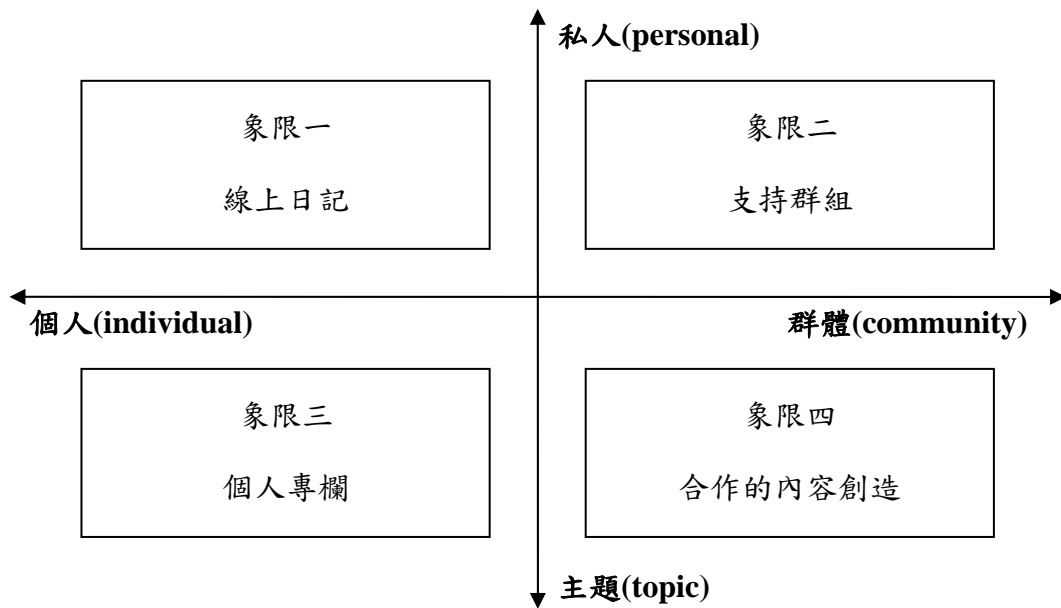 私人(personal)
象限一
象限二
線上日記
支持群組
個人(individual)
群體(community)
象限三
象限四
個人專欄
合作的內容創造
主題(topic)